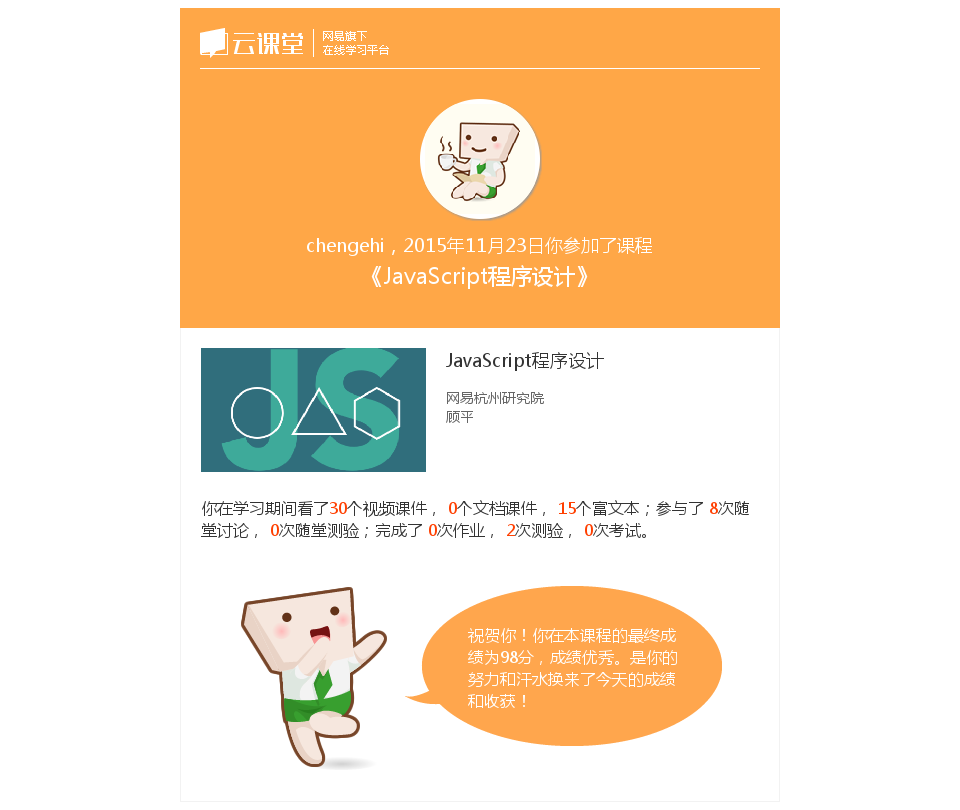 云课堂
网易旗下
在线学习平台
chengehi，2015年11月23日你参加了课程
《JavaScript程序设计》
JS
JavaScript程序设计
网易杭州研究院
顾平
你在学习期间看了30个视频课件， 0个文档课件， 15个富文本；参与了 8次随
堂讨论， 0次随堂测验；完成了 0次作业， 2次测验， 0次考试。
祝贺你！你在本课程的最终成
绩为98分，成绩优秀。是你的
努力和汗水换来了今天的成绩
和收获！